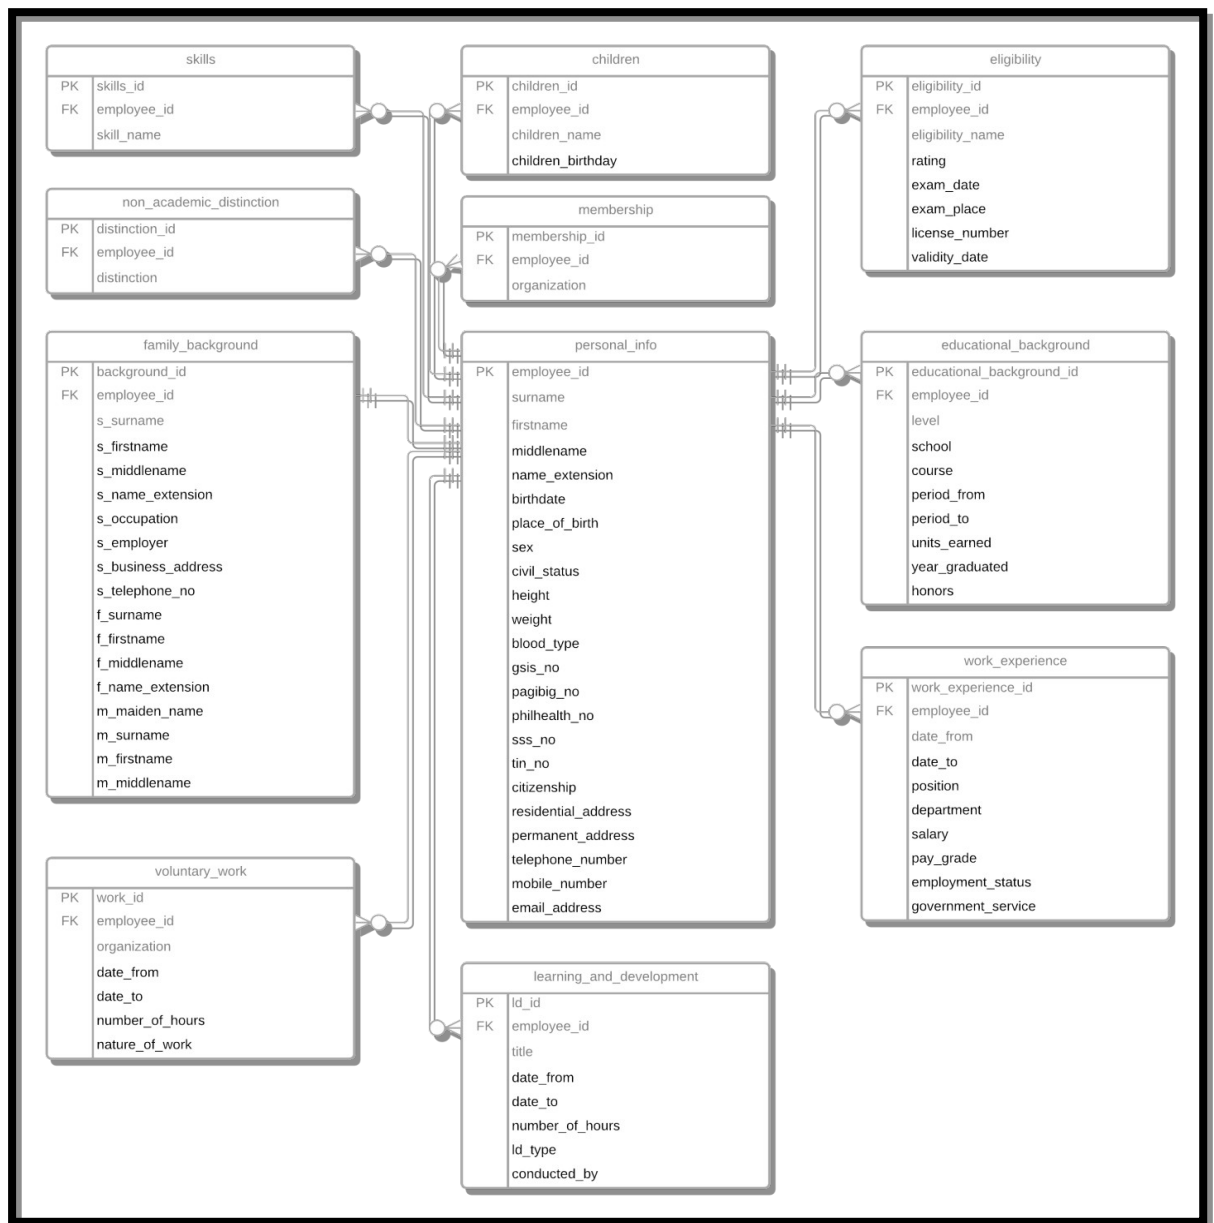 skills
PK skills_id
FK employee_id
skill_name
non_academic_distinction
PK distinction_id
FK employee_id
distinction
family_background
PK background_id
FK employee_id
s_surname
s_firstname
s_middlename
s_name_extension
s_occupation
s_employer
s_business_address
s_telephone_no
f_surname
f_firstname
f_middlename
f_name_extension
m_maiden_name
m_surname
m_firstname
m_middlename
voluntary_work
PK work_id
FK employee_id
organization
date_from
date_to
number_of_hours
nature_of_work
children
PK children_id
FK employee_id
children_name
children_birthday
membership
PK membership_id
FK employee_id
organization
personal_info
PK employee_id
surname
firstname
middlename
name_extension
birthdate
place_of_birth
sex
civil_status
height
weight
blood_type
gsis_no
pagibig_no
philhealth_no
sss_no
tin_no
citizenship
residential_address
permanent_address
telephone_number
mobile_number
email_address
learning_and_development
PK ld_id
FK employee_id
title
date_from
date_to
number_of_hours
ld_type
conducted_by
eligibility
PK eligibility_id
FK employee_id
eligibility_name
rating
exam_date
exam_place
license_number
validity_date
educational_background
PK educational_background_id
FK employee_id
level
school
course
period_from
period_to
units_earned
year_graduated
honors
work_experience
PK work_experience_id
FK employee_id
date_from
date_to
position
department
salary
pay_grade
employment_status
government_service